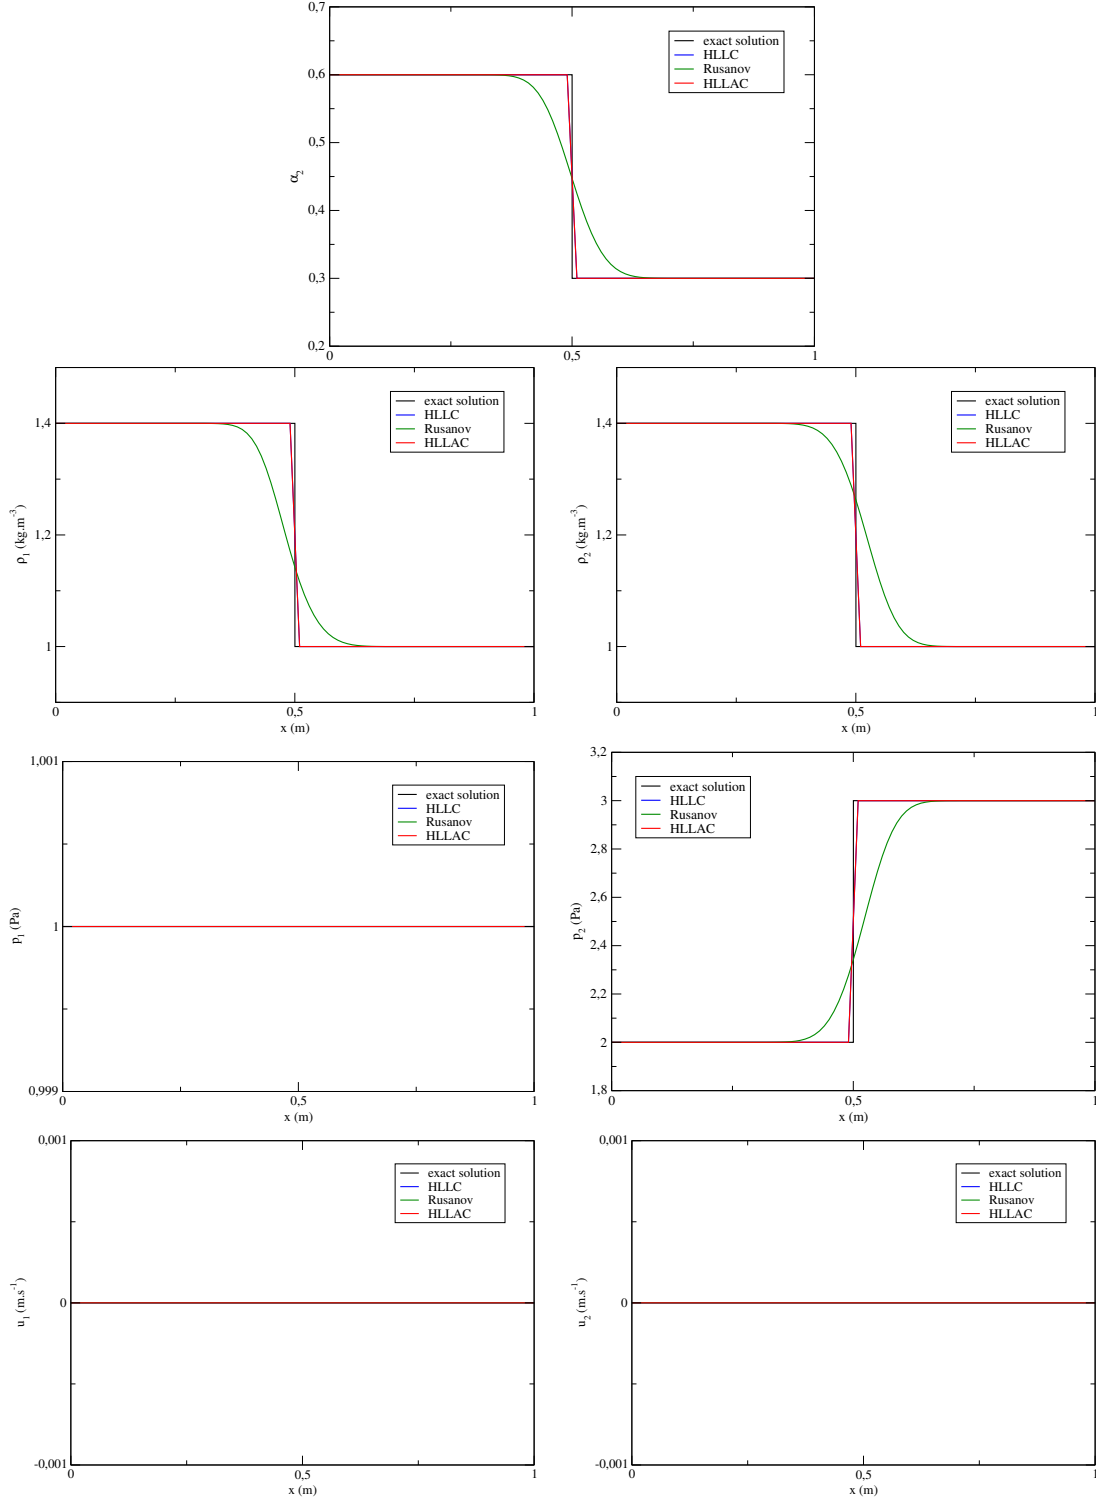 0,7
0,6
0,5
0,4
0,3
0,2
α₂
exact solution
HLLC
Rusanov
HLLAC
0
0,5
1
x (m)
1,4
1,2
1
ρ₁ (kg.m⁻³)
exact solution
HLLC
Rusanov
HLLAC
0
0,5
1
x (m)
1,4
1,2
1
ρ₂ (kg.m⁻³)
exact solution
HLLC
Rusanov
HLLAC
0
0,5
1
x (m)
1,001
1
0,999
p₁ (Pa)
exact solution
HLLC
Rusanov
HLLAC
0
0,5
1
x (m)
3,2
3
2,8
2,6
2,4
2,2
2
1,8
p₂ (Pa)
exact solution
HLLC
Rusanov
HLLAC
0
0,5
1
x (m)
0,001
0
-0,001
u₁ (m.s⁻¹)
exact solution
HLLC
Rusanov
HLLAC
0
0,5
1
x (m)
0,001
0
-0,001
u₂ (m.s⁻¹)
exact solution
HLLC
Rusanov
HLLAC
0
0,5
1
x (m)